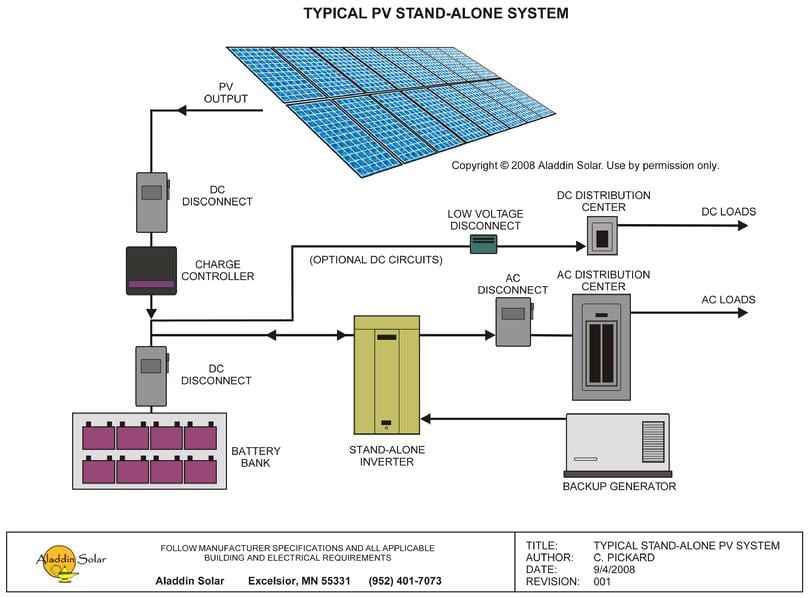 TYPICAL PV STAND-ALONE SYSTEM
PV
OUTPUT
Copyright © 2008 Aladdin Solar. Use by permission only.
DC
DISCONNECT
DC DISTRIBUTION
CENTER
LOW VOLTAGE
DISCONNECT
DC LOADS
CHARGE
CONTROLLER
(OPTIONAL DC CIRCUITS)
AC
DISCONNECT
AC DISTRIBUTION
CENTER
AC LOADS
DC
DISCONNECT
BATTERY
BANK
STAND-ALONE
INVERTER
BACKUP GENERATOR
Aladdin Solar
FOLLOW MANUFACTURER SPECIFICATIONS AND ALL APPLICABLE
BUILDING AND ELECTRICAL REQUIREMENTS
Aladdin Solar Excelsior, MN 55331 (952) 401-7073
TITLE: TYPICAL STAND-ALONE PV SYSTEM
AUTHOR: C. PICKARD
DATE: 9/4/2008
REVISION: 001